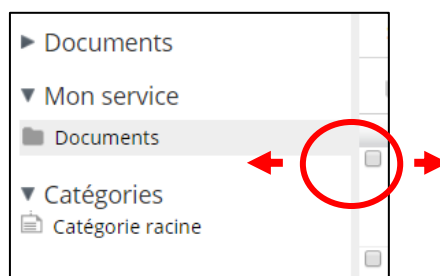 Documents
Mon service
Documents
Catégories
Catégorie racine